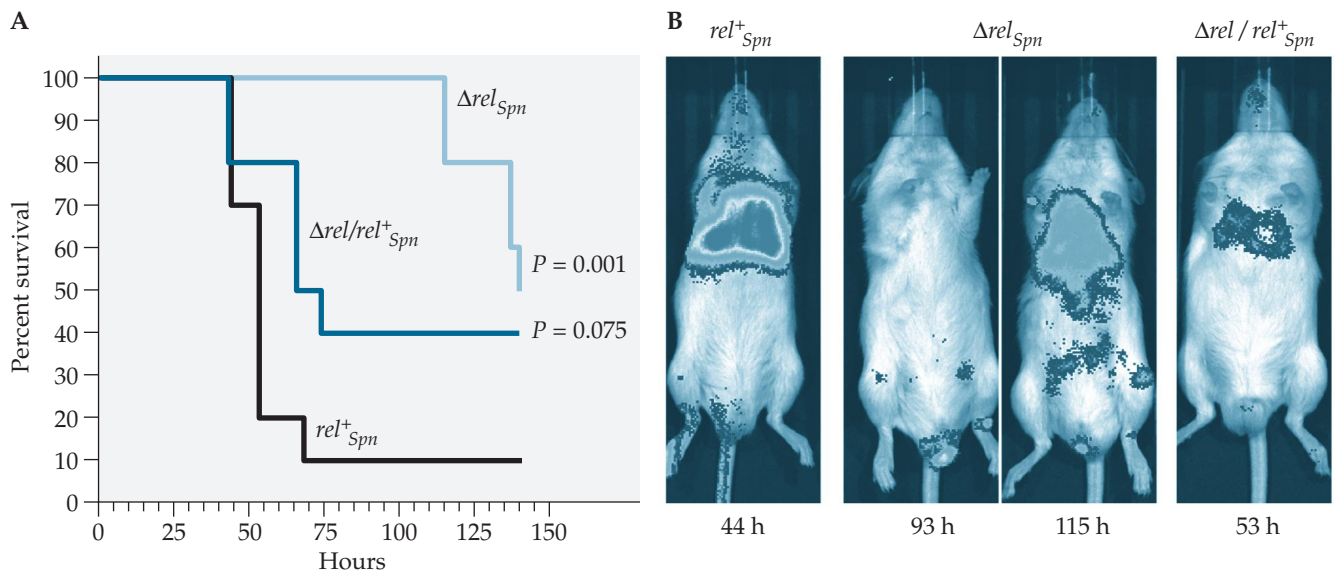 A
Percent survival
100
90
80
70
60
50
40
30
20
10
0
Δrel_Spn
Δrel/rel⁺_Spn
P = 0.001
P = 0.075
rel⁺_Spn
0 25 50 75 100 125 150
Hours
B
rel⁺_Spn Δrel_Spn Δrel / rel⁺_Spn
44 h 93 h 115 h 53 h